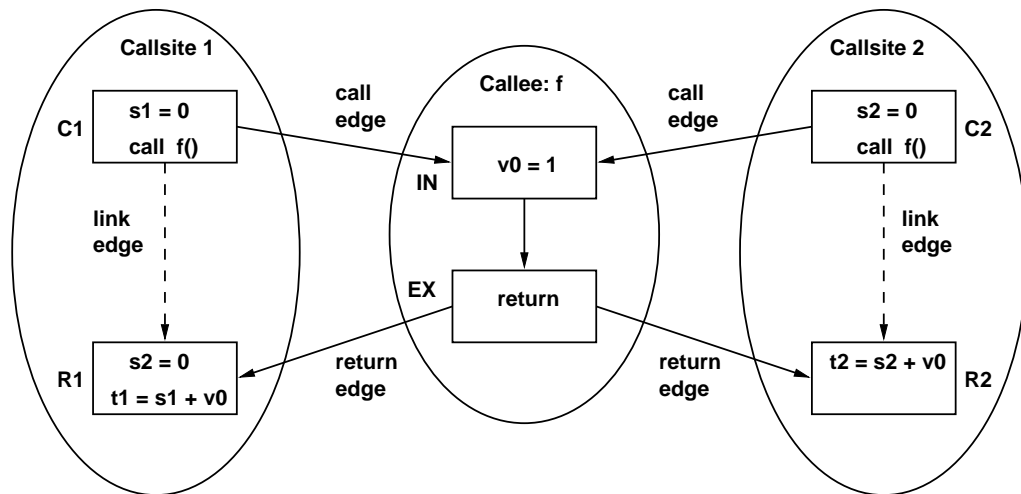 Callsite 1
C1
s1 = 0
call f()
link
edge
R1
s2 = 0
t1 = s1 + v0
call
edge
Callee: f
IN
v0 = 1
EX
return
return
edge
call
edge
return
edge
Callsite 2
s2 = 0
call f()
C2
link
edge
t2 = s2 + v0
R2